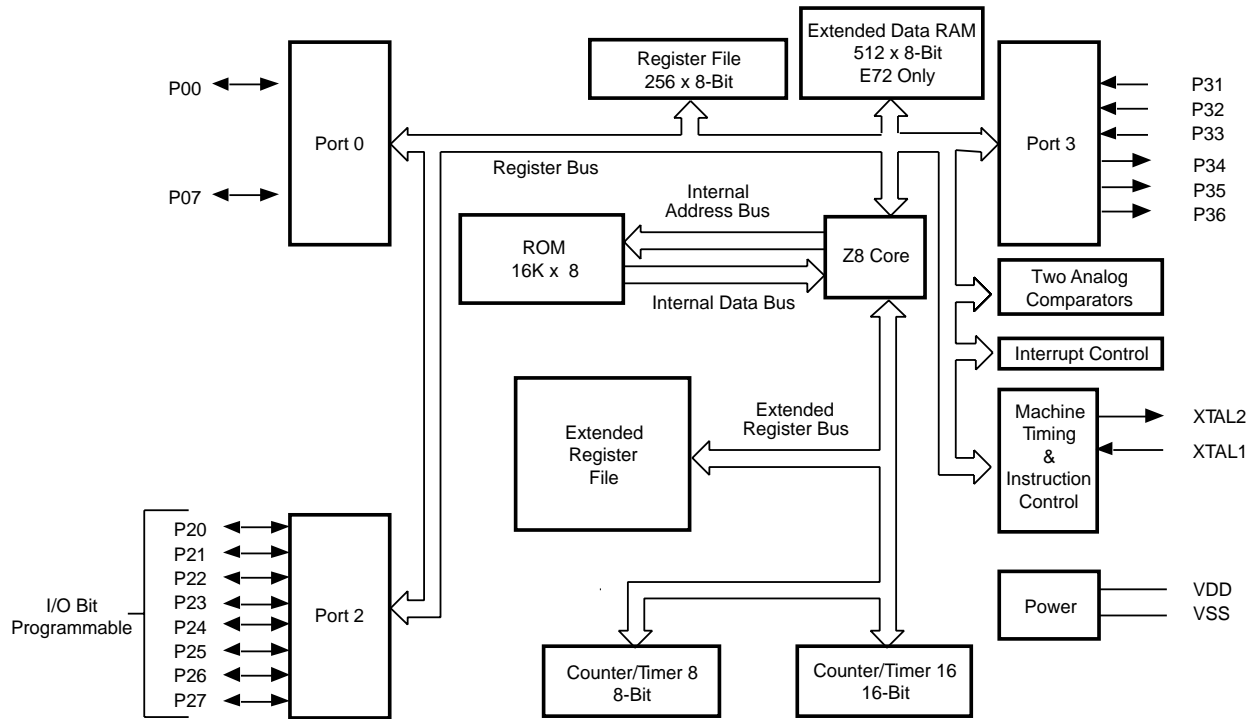 Extended Data RAM
512 x 8-Bit
E72 Only
Register File
256 x 8-Bit
P00
P07
Port 0
Port 3
P31
P32
P33
P34
P35
P36
Register Bus
Internal
Address Bus
ROM
16K x 8
Z8 Core
Internal Data Bus
Two Analog
Comparators
Interrupt Control
Extended
Register Bus
Extended
Register
File
Machine
Timing
&
Instruction
Control
XTAL2
XTAL1
I/O Bit
Programmable
P20
P21
P22
P23
P24
P25
P26
P27
Port 2
Power
VDD
VSS
Counter/Timer 8
8-Bit
Counter/Timer 16
16-Bit